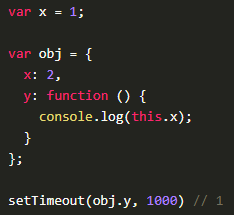 var x = 1;

var obj = {
  x: 2,
  y: function () {
    console.log(this.x);
  }
};

setTimeout(obj.y, 1000) // 1